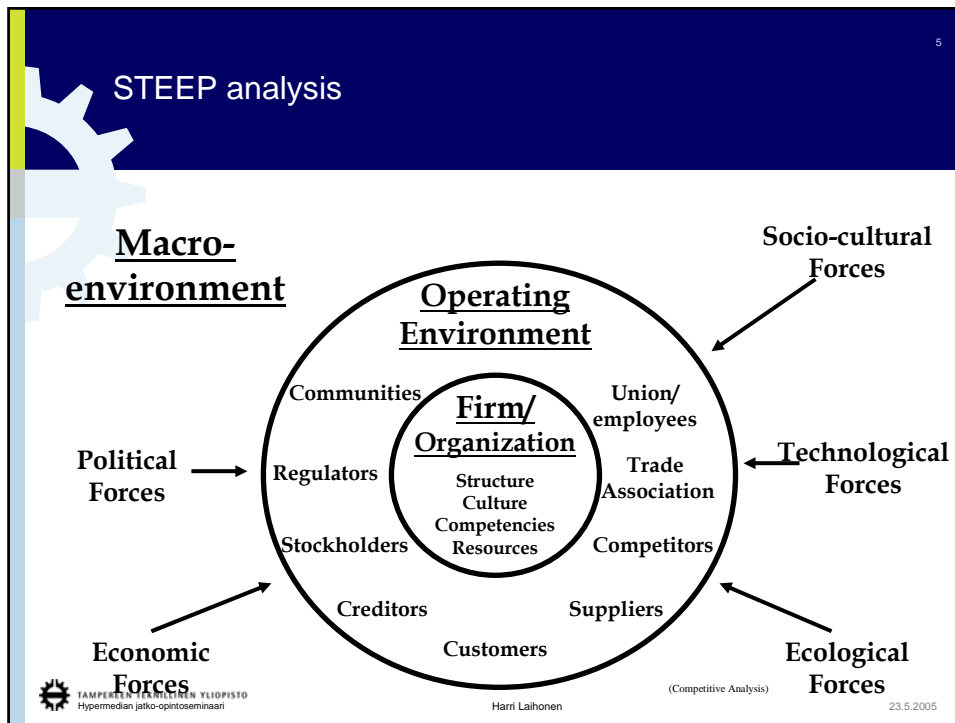 5
STEEP analysis
Macro-
environment
Socio-cultural
Forces
Operating
Environment
Communities
Union/
employees
Firm/
Organization
Political
Forces
Regulators
Structure
Culture
Competencies
Resources
Trade
Association
Technological
Forces
Stockholders
Competitors
Creditors
Suppliers
Customers
Economic
Forces
Ecological
Forces
(Competitive Analysis)
TAMPEREEN TEKNILLINEN YLIOPISTO
Hypermedian jatko-opintoseminaari
Harri Laihonen
23.5.2005